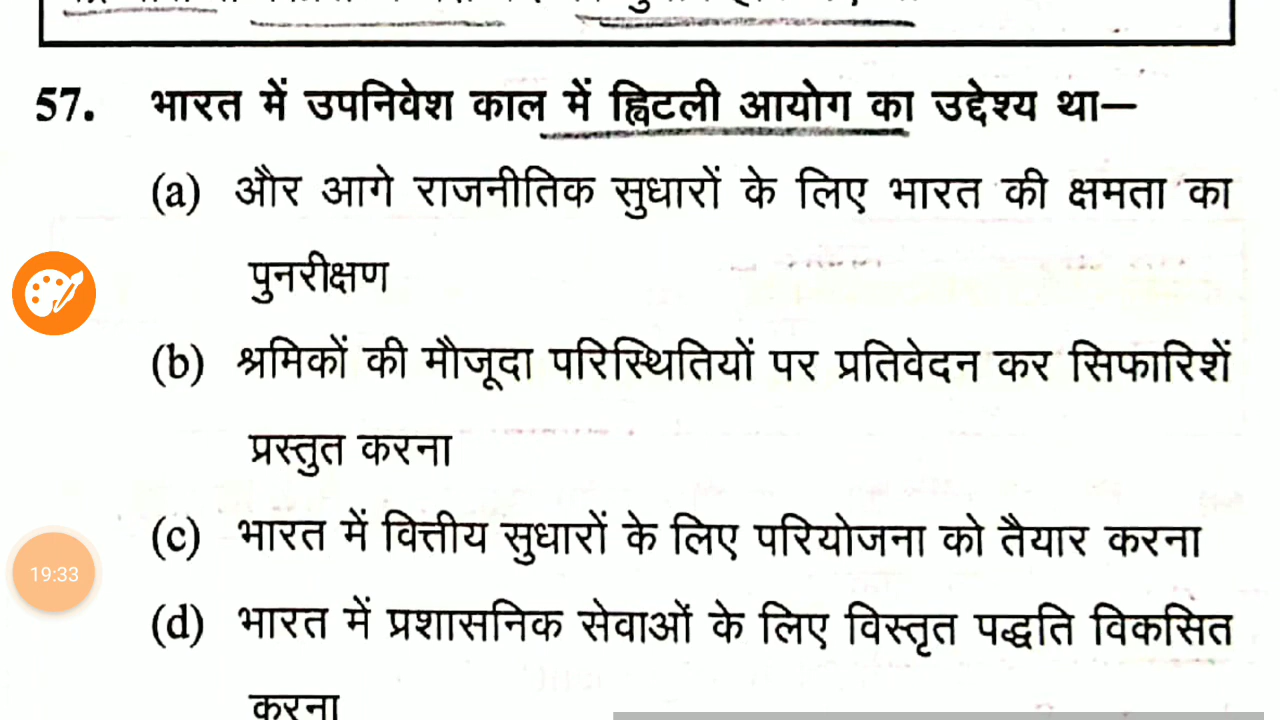 57. भारत में उपनिवेश काल में ह्विटली आयोग का उद्देश्य था—
(a) और आगे राजनीतिक सुधारों के लिए भारत की क्षमता का
पुनरीक्षण
(b) श्रमिकों की मौजूदा परिस्थितियों पर प्रतिवेदन कर सिफारिशें
प्रस्तुत करना
19:33
(c) भारत में वित्तीय सुधारों के लिए परियोजना को तैयार करना
(d) भारत में प्रशासनिक सेवाओं के लिए विस्तृत पद्धति विकसित
करना